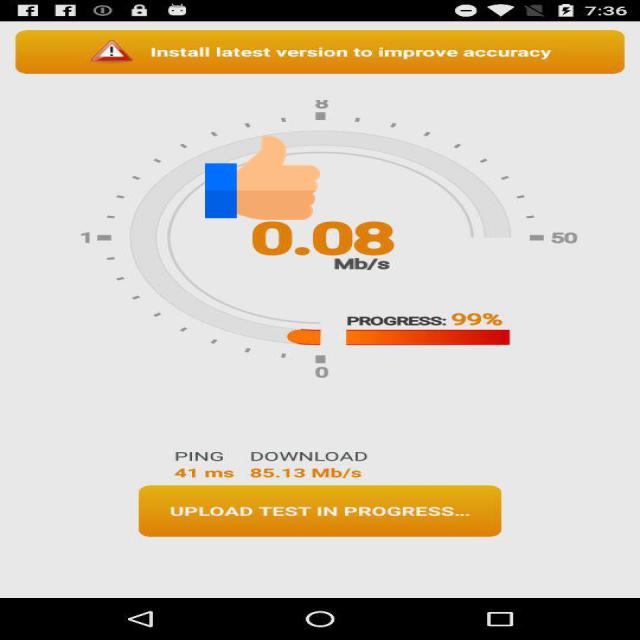 7:36
Install latest version to improve accuracy
8
1
50
0.08
Mb/s
PROGRESS: 99%
0
PING DOWNLOAD
41 ms 85.13 Mb/s
UPLOAD TEST IN PROGRESS...